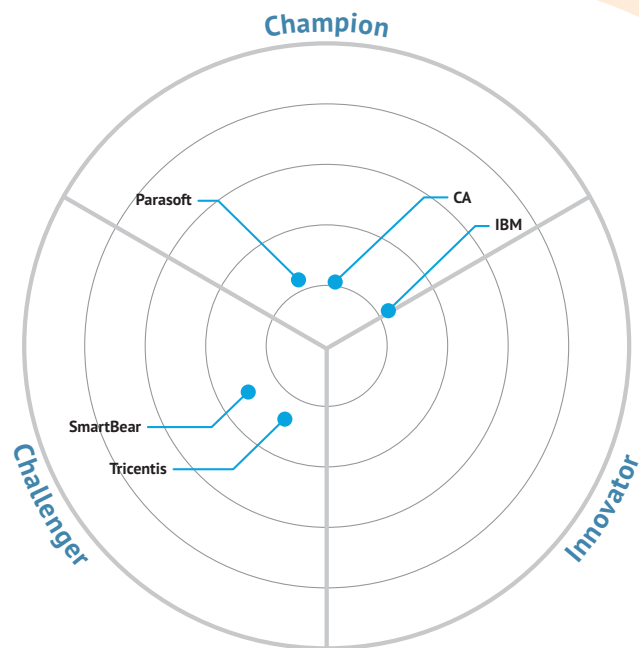 Champion
Parasoft
CA
IBM
SmartBear
Tricentis
Challenger
Innovator